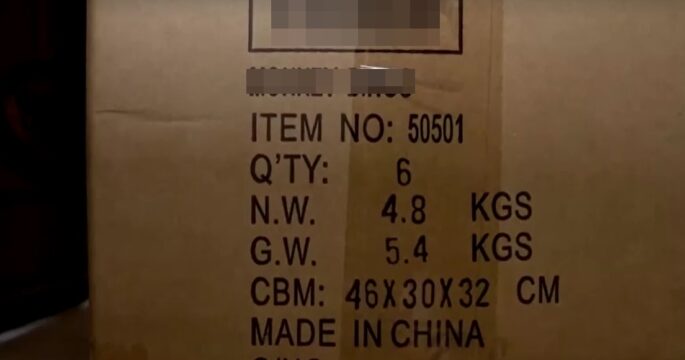 ITEM NO: 50501
Q'TY: 6
N.W. 4.8 KGS
G.W. 5.4 KGS
CBM: 46X30X32 CM
MADE IN CHINA